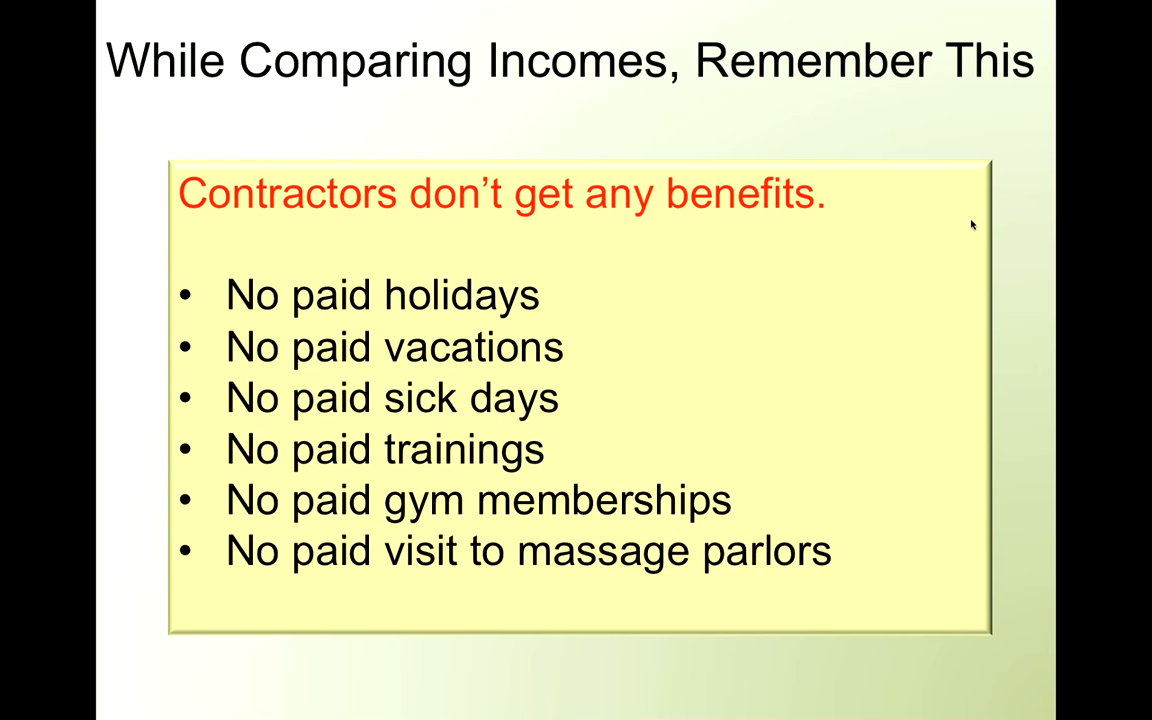 While Comparing Incomes, Remember This
Contractors don’t get any benefits.
• No paid holidays
• No paid vacations
• No paid sick days
• No paid trainings
• No paid gym memberships
• No paid visit to massage parlors